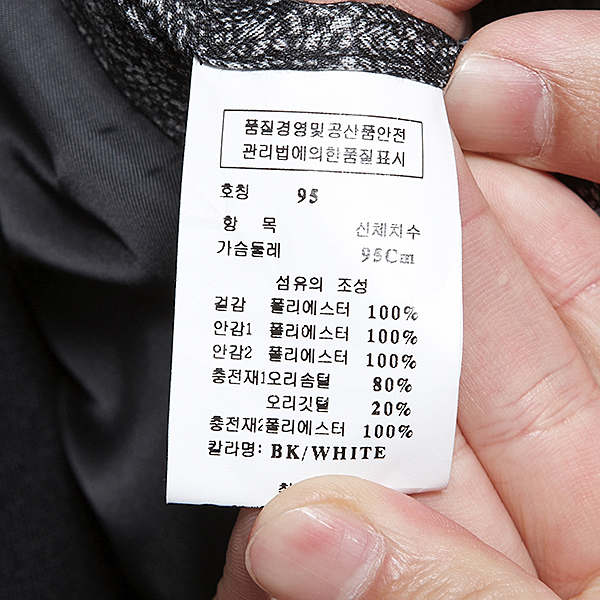 품질경영및공산품안전
관리법에의한품질표시
호칭 95
항 목 신체치수
가슴둘레 95Cm
섬유의 조성
겉감 폴리에스터 100%
안감1 폴리에스터 100%
안감2 폴리에스터 100%
충전재1오리솜털 80%
오리깃털 20%
충전재2폴리에스터 100%
칼라명: BK/WHITE